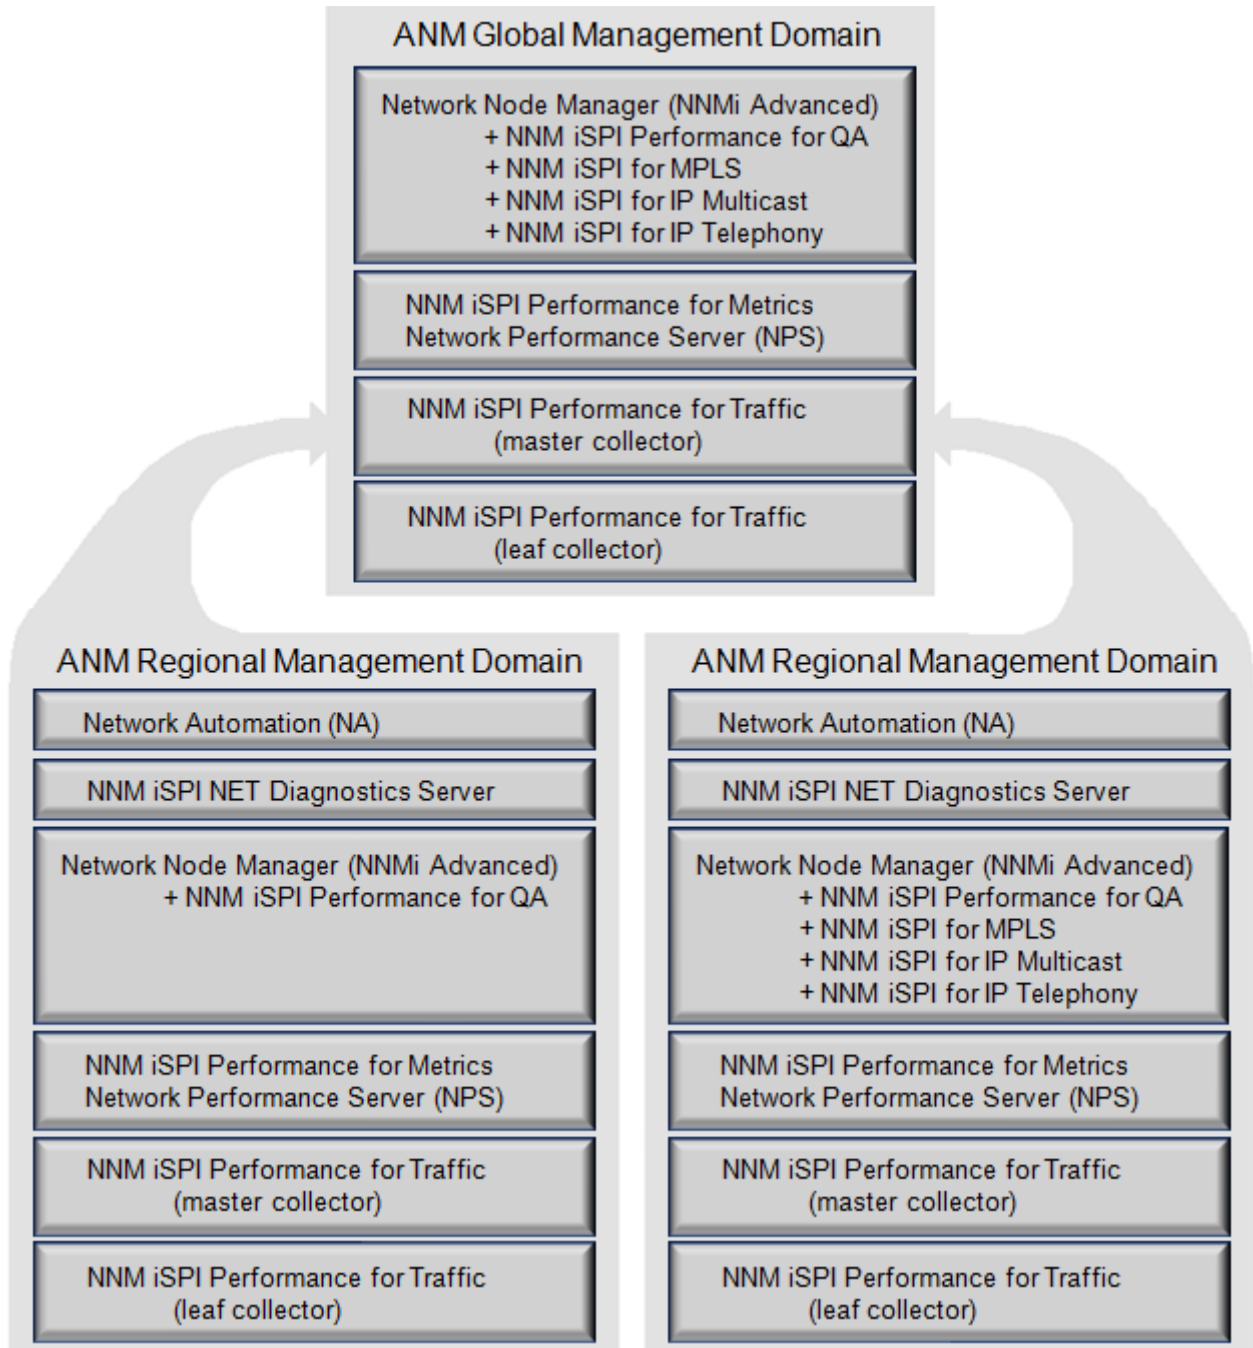 ANM Global Management Domain
Network Node Manager (NNMi Advanced)
+ NNM iSPI Performance for QA
+ NNM iSPI for MPLS
+ NNM iSPI for IP Multicast
+ NNM iSPI for IP Telephony
NNM iSPI Performance for Metrics
Network Performance Server (NPS)
NNM iSPI Performance for Traffic
(master collector)
NNM iSPI Performance for Traffic
(leaf collector)
ANM Regional Management Domain
Network Automation (NA)
NNM iSPI NET Diagnostics Server
Network Node Manager (NNMi Advanced)
+ NNM iSPI Performance for QA
NNM iSPI Performance for Metrics
Network Performance Server (NPS)
NNM iSPI Performance for Traffic
(master collector)
NNM iSPI Performance for Traffic
(leaf collector)
ANM Regional Management Domain
Network Automation (NA)
NNM iSPI NET Diagnostics Server
Network Node Manager (NNMi Advanced)
+ NNM iSPI Performance for QA
+ NNM iSPI for MPLS
+ NNM iSPI for IP Multicast
+ NNM iSPI for IP Telephony
NNM iSPI Performance for Metrics
Network Performance Server (NPS)
NNM iSPI Performance for Traffic
(master collector)
NNM iSPI Performance for Traffic
(leaf collector)